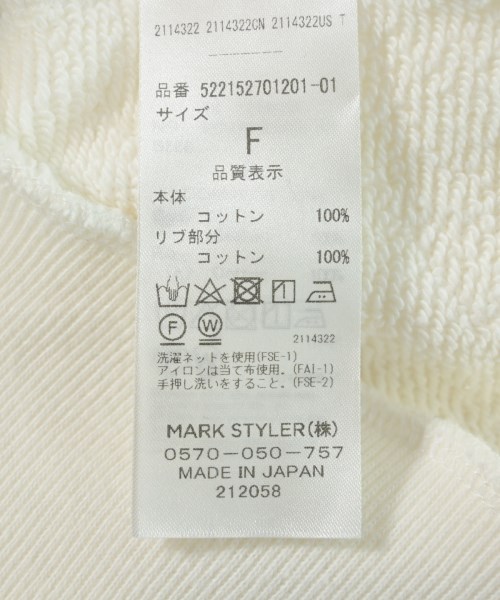 2114322 2114322CN 2114322US T
品番 522152701201-01
サイズ
F
品質表示
本体
コットン 100%
リブ部分
コットン 100%
F W
2114322
洗濯ネットを使用(FSE-1)
アイロンは当て布使用。(FAI-1)
手押し洗いをすること。(FSE-2)
MARK STYLER(株)
0570-050-757
MADE IN JAPAN
212058